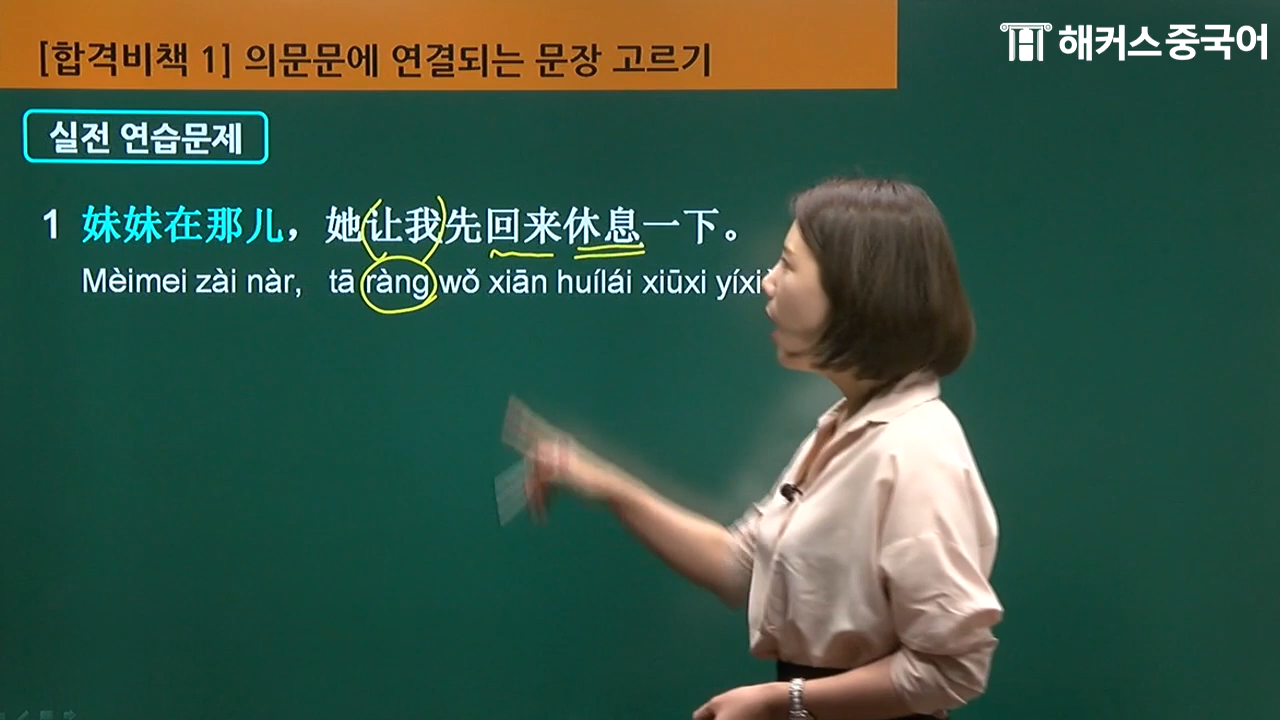 [합격비책 1] 의문문에 연결되는 문장 고르기
해커스중국어
실전 연습문제
1 妹妹在那儿，她让我先回来休息一下。
Mèimei zài nàr, tā ràng wǒ xiān huílái xiūxi yíxi